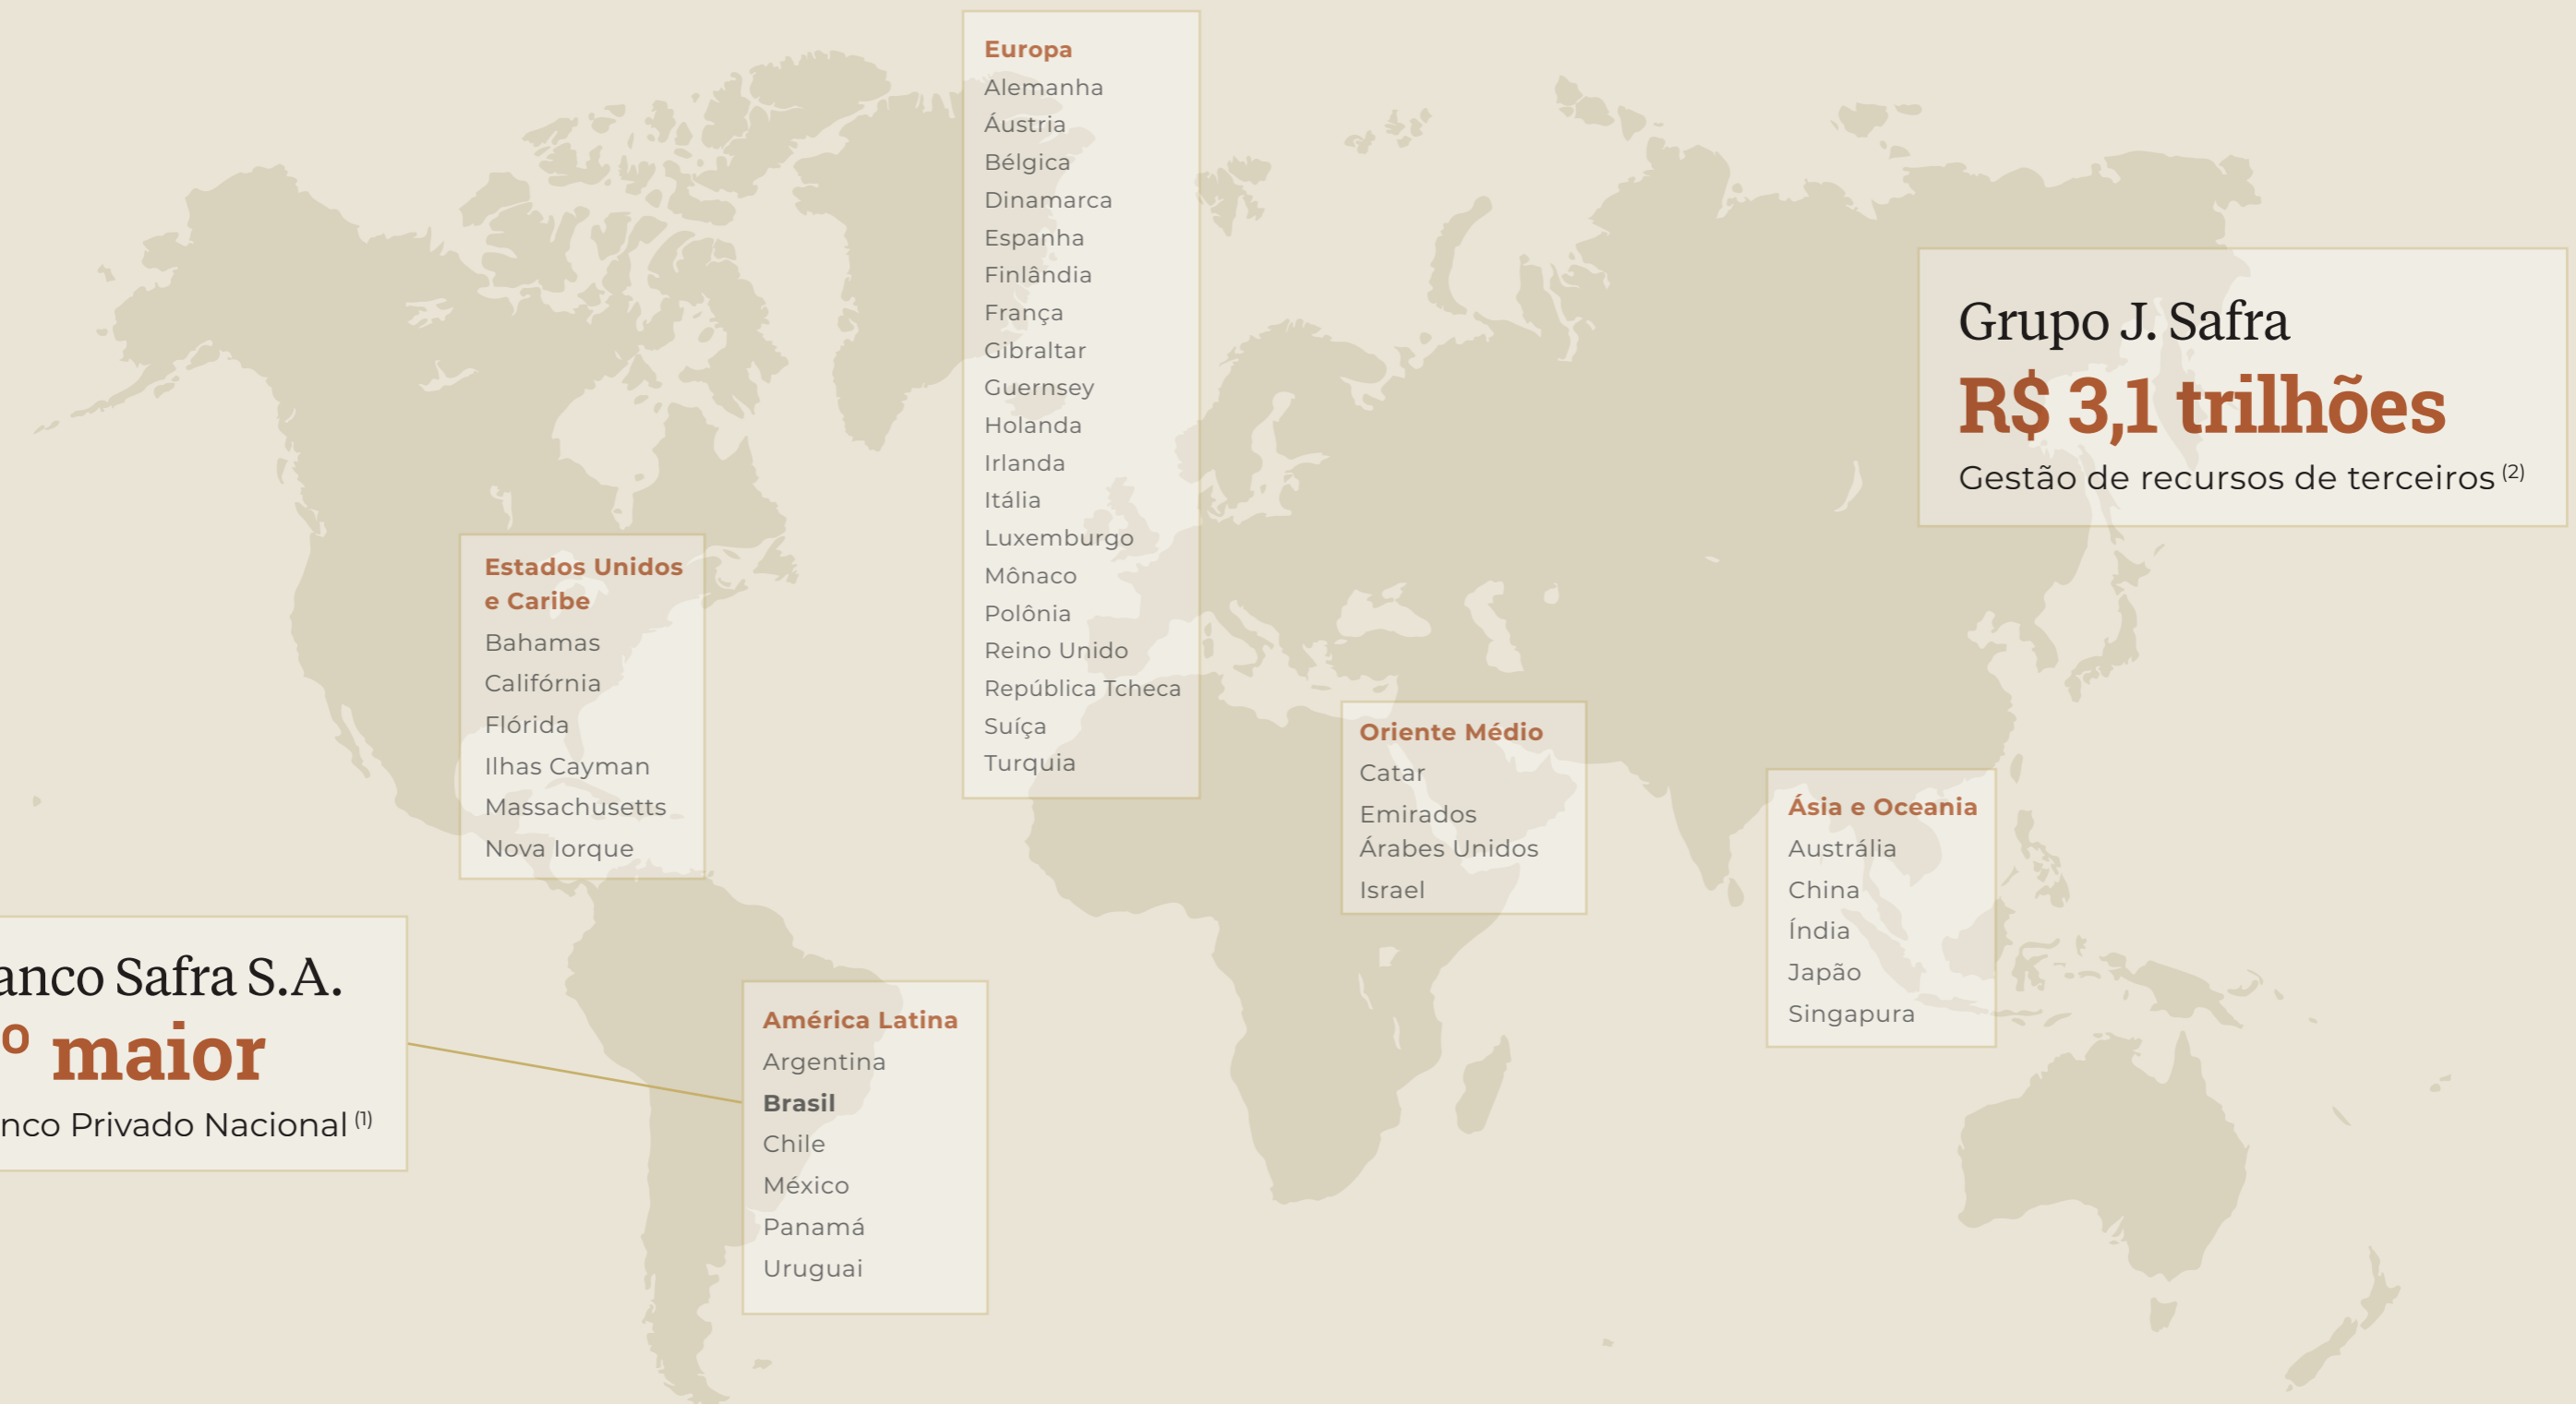 Europa
Alemanha
Áustria
Bélgica
Dinamarca
Espanha
Finlândia
França
Gibraltar
Guernsey
Holanda
Irlanda
Itália
Luxemburgo
Mônaco
Polônia
Reino Unido
República Tcheca
Suíça
Turquia
Grupo J. Safra
R$ 3,1 trilhões
Gestão de recursos de terceiros (2)
Estados Unidos
e Caribe
Bahamas
Califórnia
Flórida
Ilhas Cayman
Massachusetts
Nova Iorque
Oriente Médio
Catar
Emirados
Árabes Unidos
Israel
Ásia e Oceania
Austrália
China
Índia
Japão
Singapura
anco Safra S.A.
º maior
nco Privado Nacional (1)
América Latina
Argentina
Brasil
Chile
México
Panamá
Uruguai